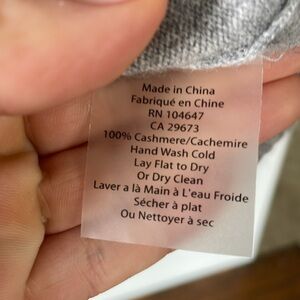 Made in China
Fabriqué en Chine
RN 104647
CA 29673
100% Cashmere/Cachemire
Hand Wash Cold
Lay Flat to Dry
Or Dry Clean
Laver a là Main à L'eau Froide
Sécher à plat
Ou Nettoyer à sec